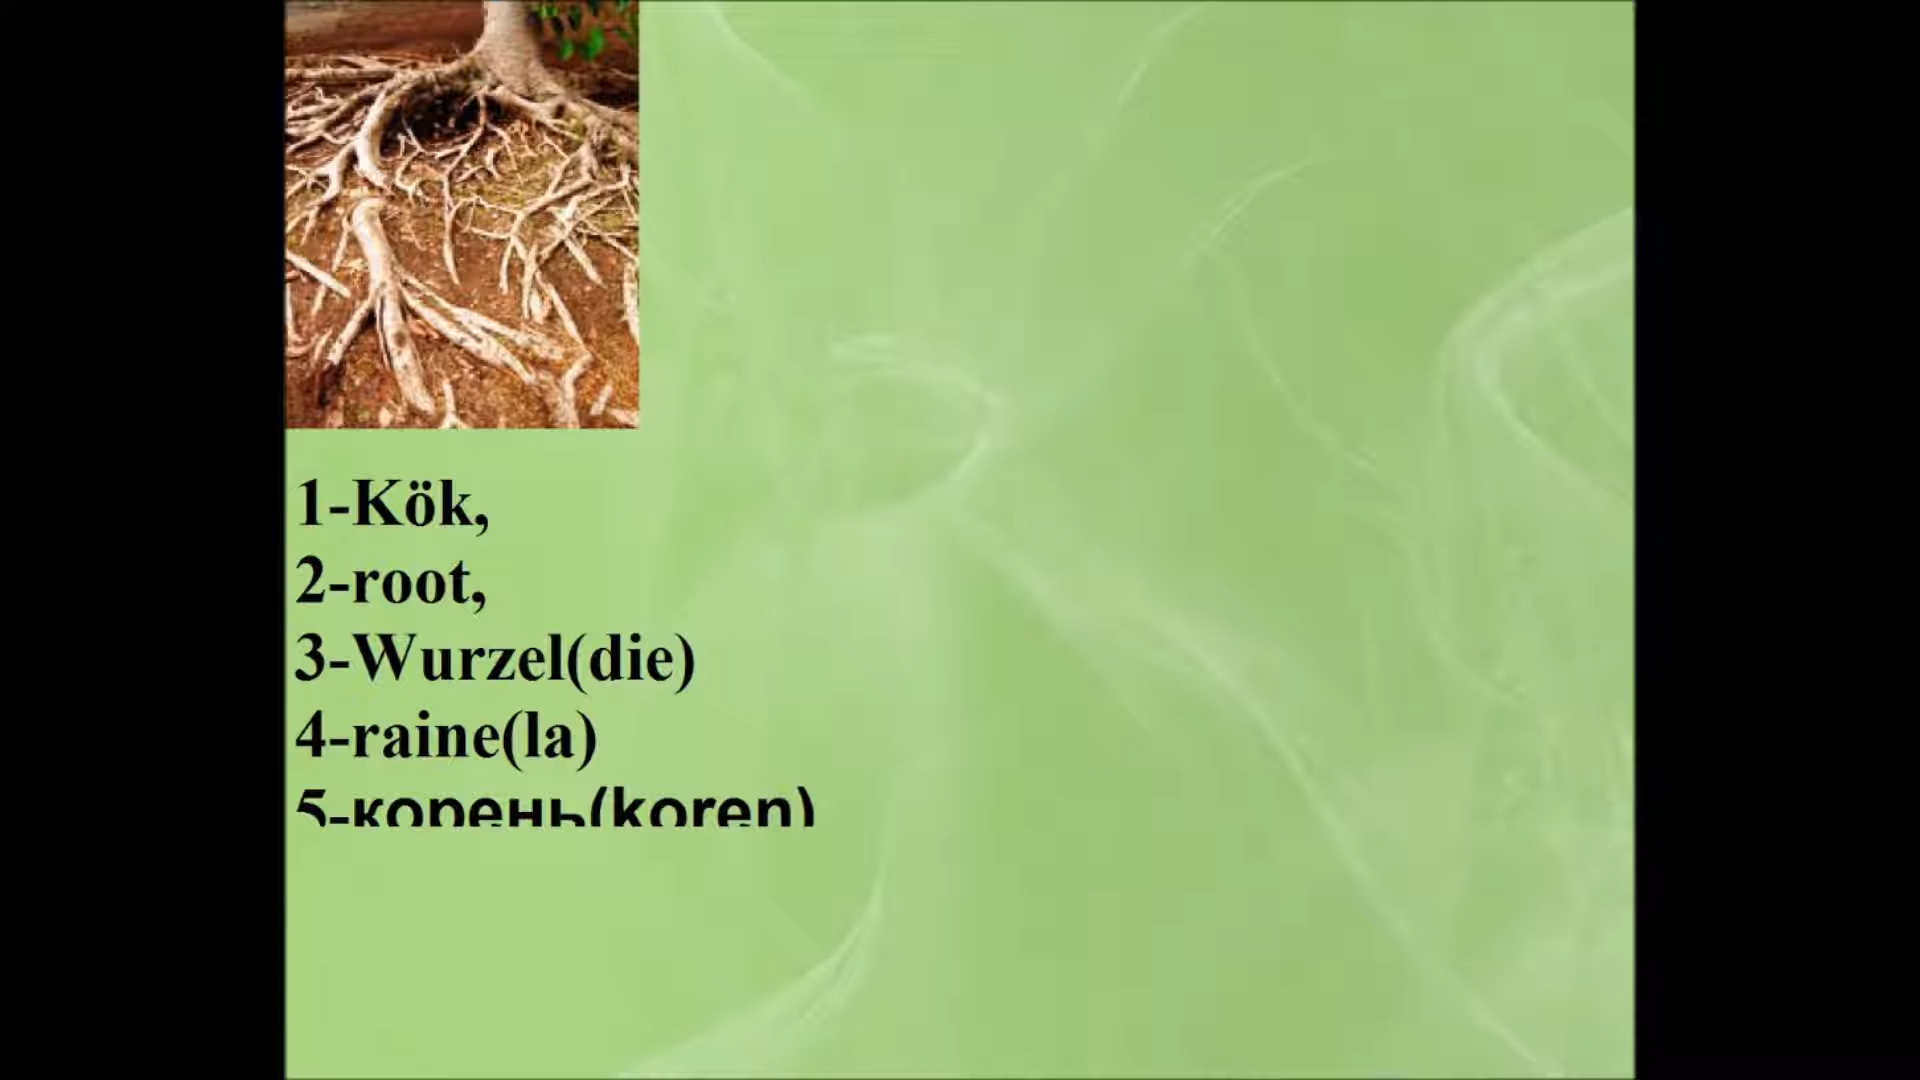 1-Kök,
2-root,
3-Wurzel(die)
4-raine(la)
5-корень(koren)